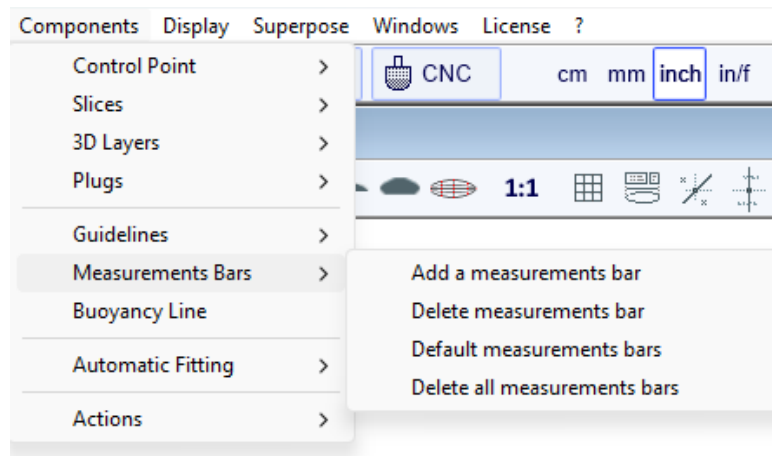 Components Display Superpose Windows License ?
Control Point
CNC cm mm inch in/f
Slices
3D Layers
Plugs
1:1
Guidelines
Measurements Bars
Add a measurements bar
Buoyancy Line
Delete measurements bar
Automatic Fitting
Default measurements bars
Delete all measurements bars
Actions